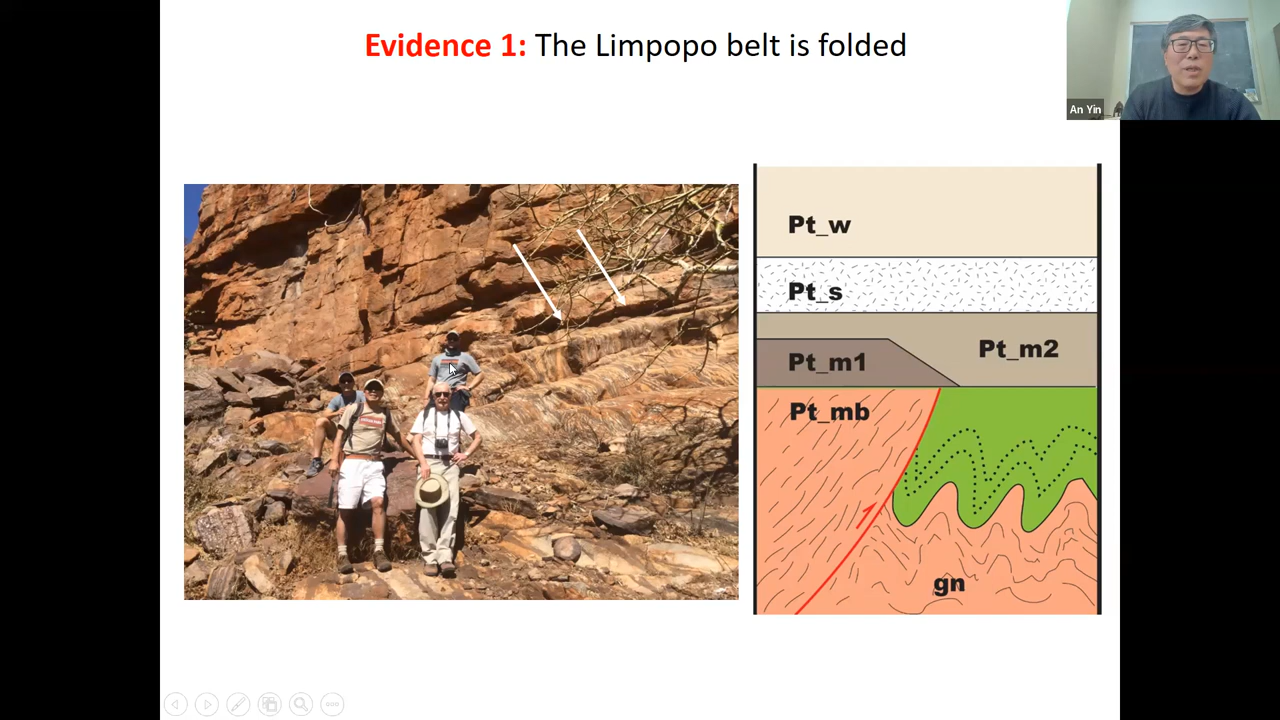 Evidence 1: The Limpopo belt is folded
An Yin
Pt_w
Pt_s
Pt_m2
Pt_m1
Pt_mb
gn